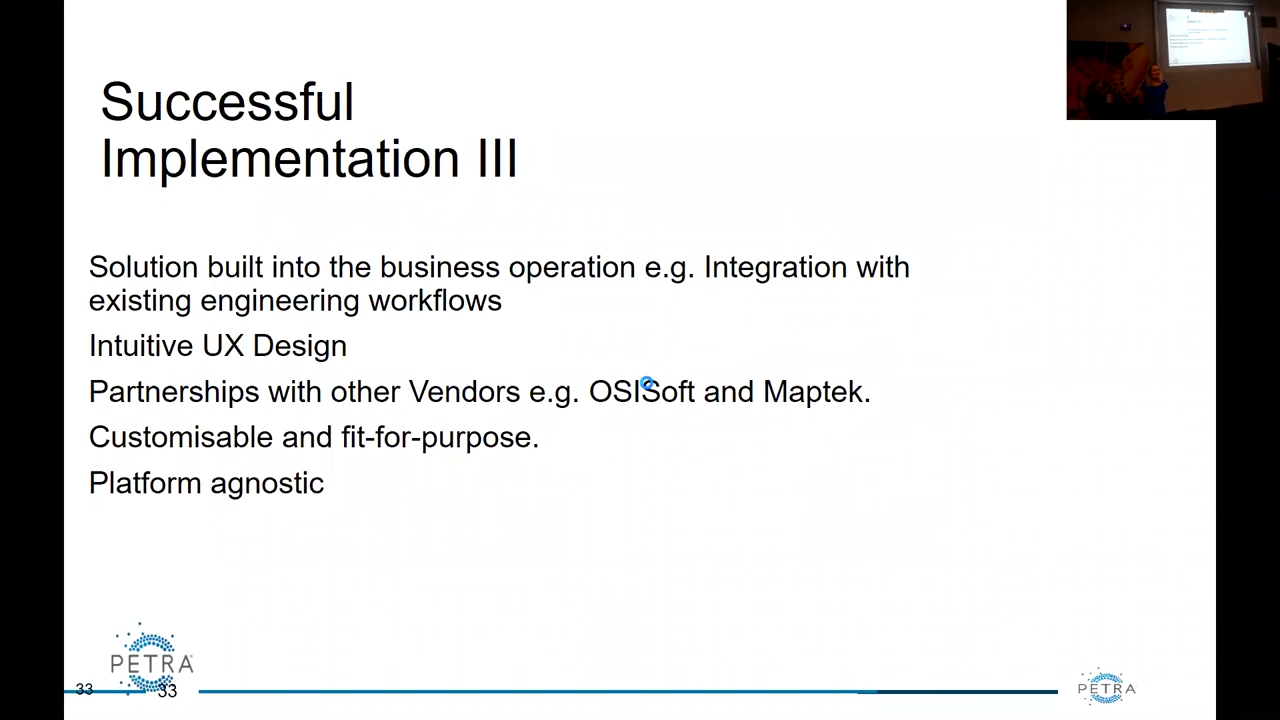 Successful
Implementation III
Solution built into the business operation e.g. Integration with
existing engineering workflows
Intuitive UX Design
Partnerships with other Vendors e.g. OSISoft and Maptek.
Customisable and fit-for-purpose.
Platform agnostic
PETRA
33
33
PETRA